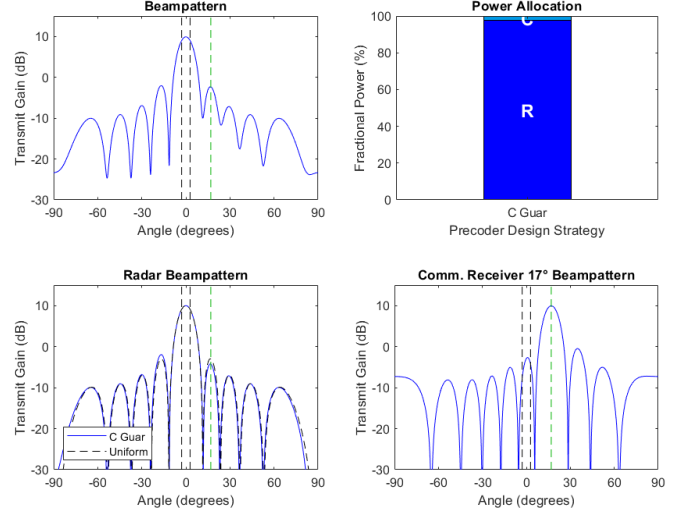 Beampattern
10
0
-10
-20
-30
Transmit Gain (dB)
-90 -60 -30 0 30 60 90
Angle (degrees)
Power Allocation
100
80
60
40
20
0
Fractional Power (%)
C
R
C Guar
Precoder Design Strategy
Radar Beampattern
10
0
-10
-20
-30
Transmit Gain (dB)
C Guar
Uniform
-90 -60 -30 0 30 60 90
Angle (degrees)
Comm. Receiver 17° Beampattern
10
0
-10
-20
-30
Transmit Gain (dB)
-90 -60 -30 0 30 60 90
Angle (degrees)